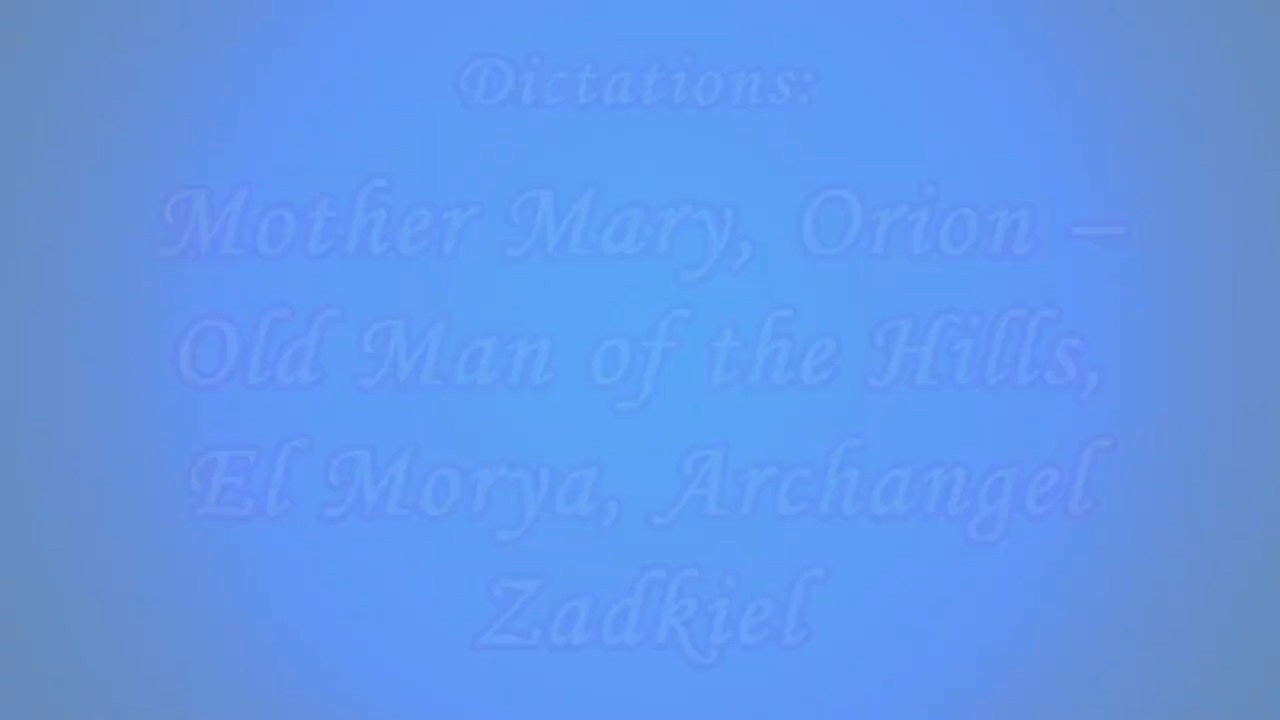 Dictations:
Mother Mary, Orion –
Old Man of the Hills,
El Morya, Archangel
Zadkiel